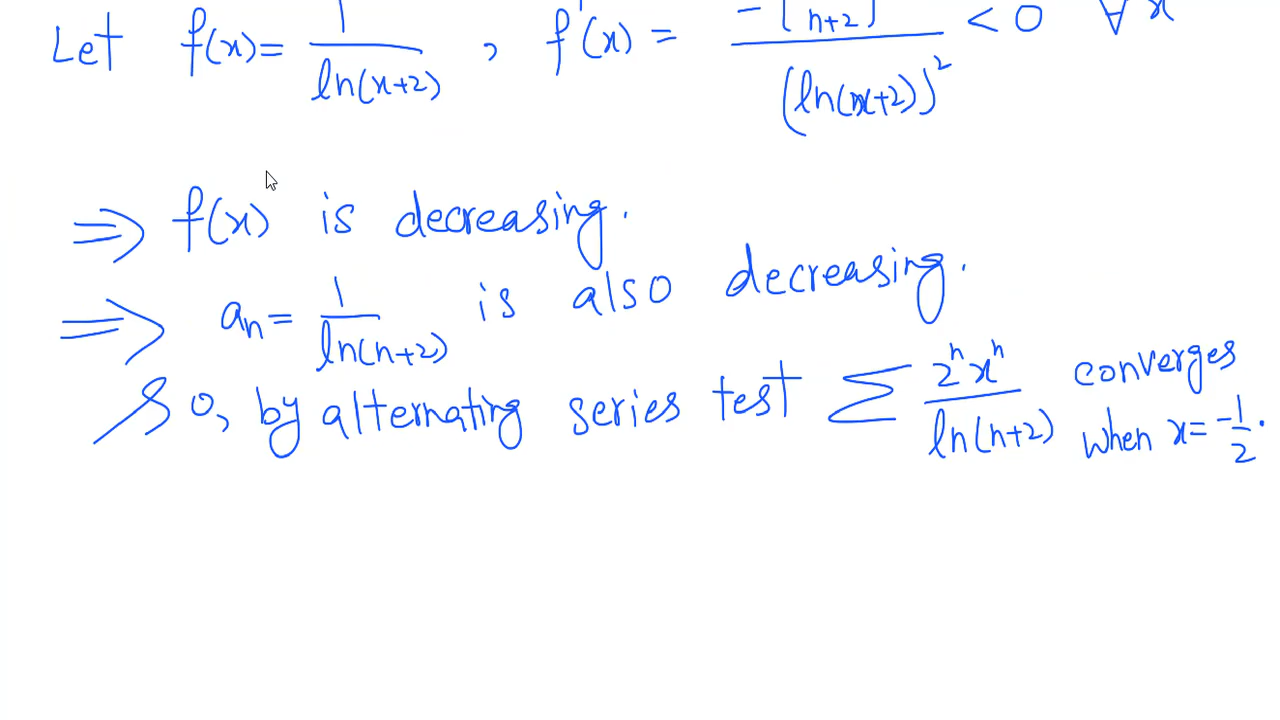 Let f(x) = 1/ln(x+2) , f'(x) = -[1/(n+2)]/(ln(x+2))² < 0 ∀ x
⇒ f(x) is decreasing.
⇒ aₙ = 1/ln(n+2) is also decreasing.
So, by alternating series test Σ 2ⁿxⁿ/ln(n+2) converges
when x = -1/2.